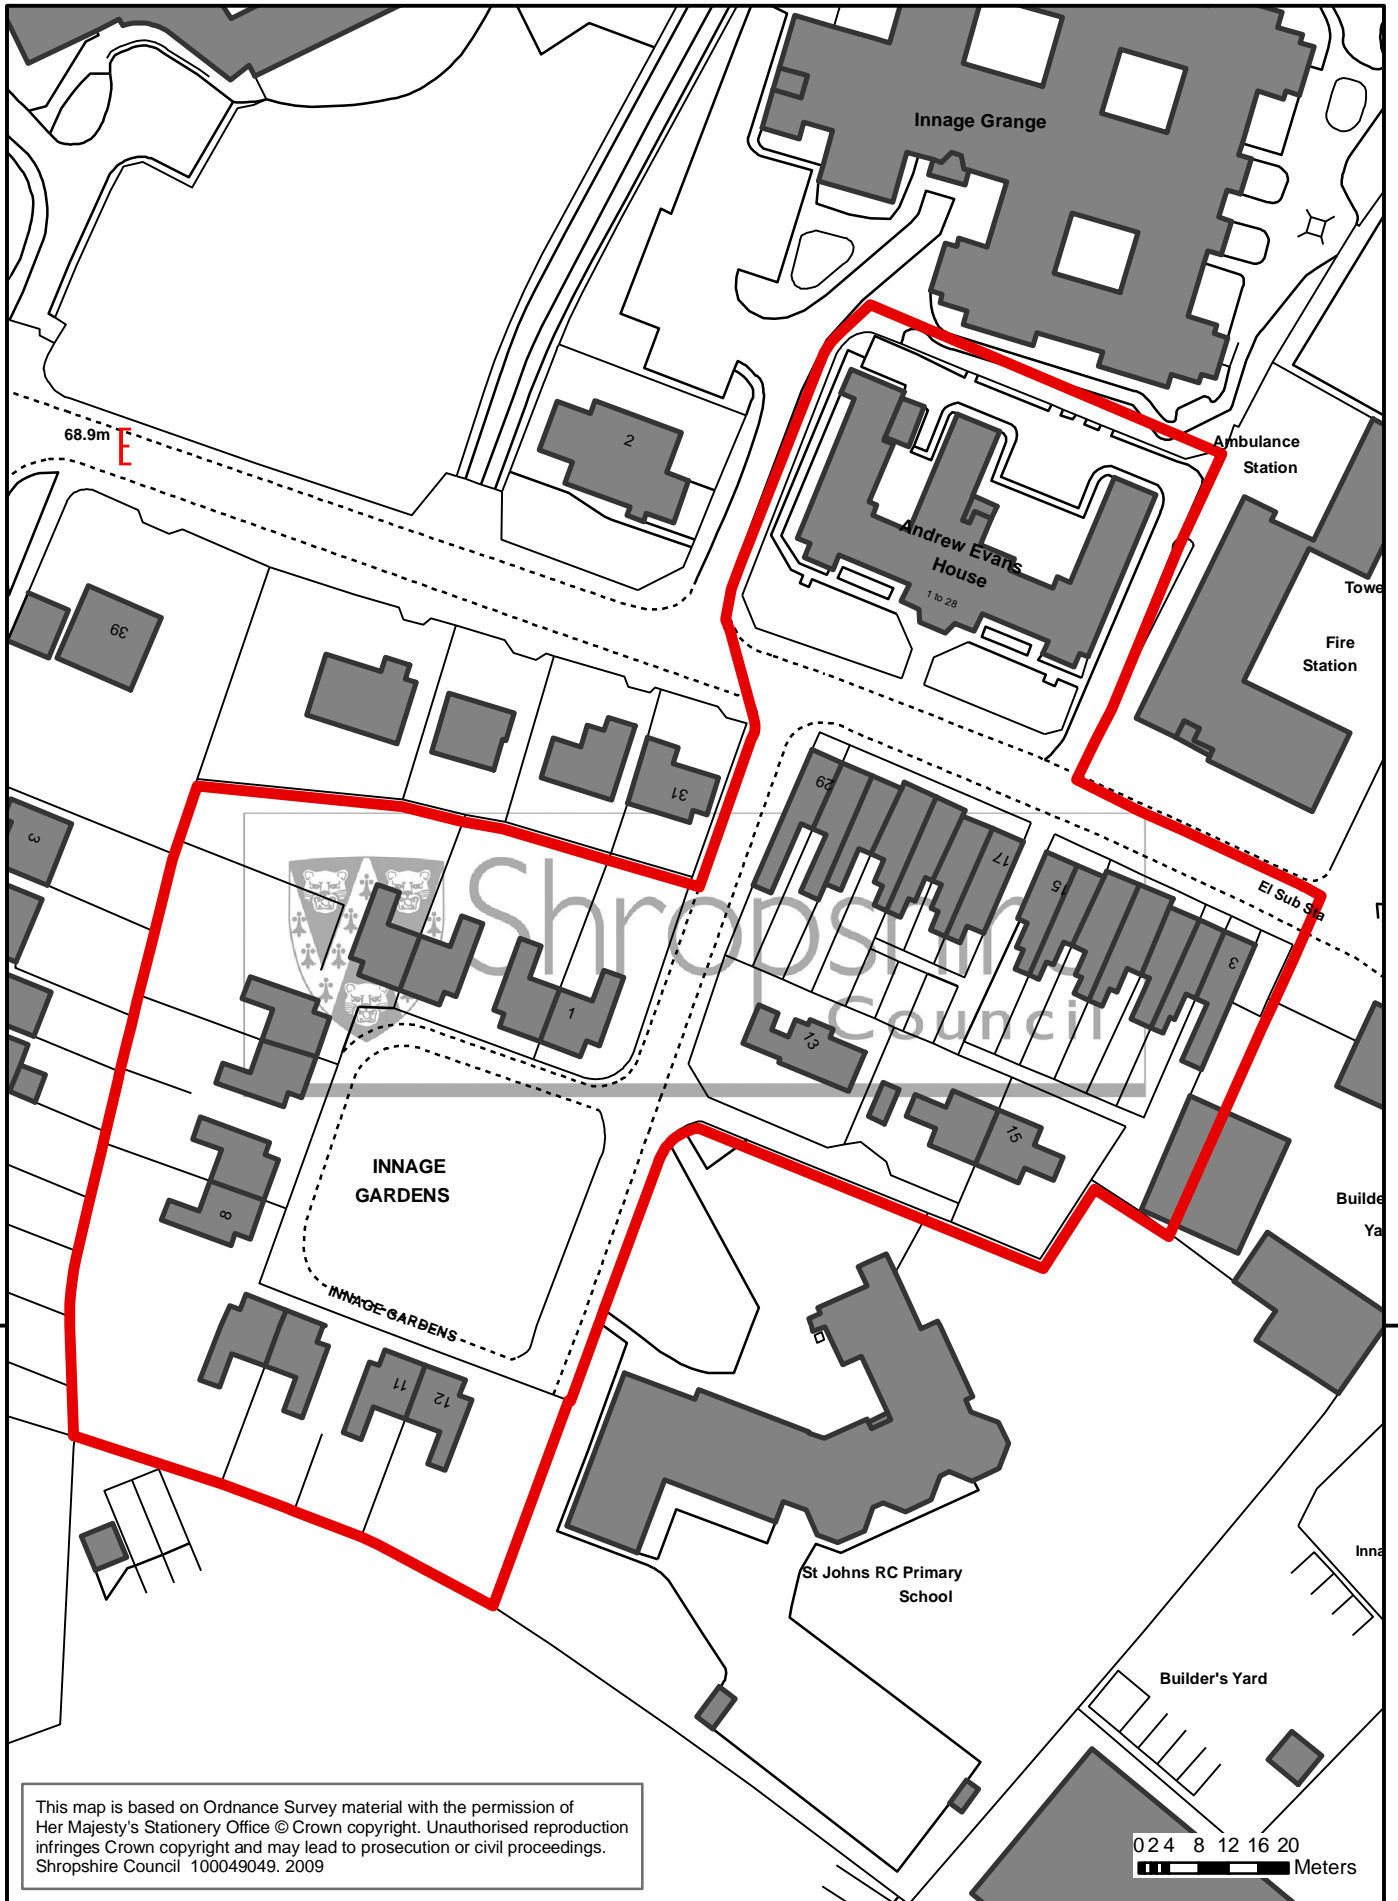 Innage Grange
2
68.9m
Ambulance
Station
Andrew Evans
House
1 to 28
Towe
Fire
Station
39
31
29
17
15
3
3
El Sub Sta
Shropshire
Council
1
13
15
INNAGE
GARDENS
8
Builde
Ya
INNAGE GARDENS
11
12
St Johns RC Primary
School
Inna
Builder's Yard
This map is based on Ordnance Survey material with the permission of
Her Majesty's Stationery Office © Crown copyright. Unauthorised reproduction
infringes Crown copyright and may lead to prosecution or civil proceedings.
Shropshire Council 100049049. 2009
0 2 4 8 12 16 20
Meters